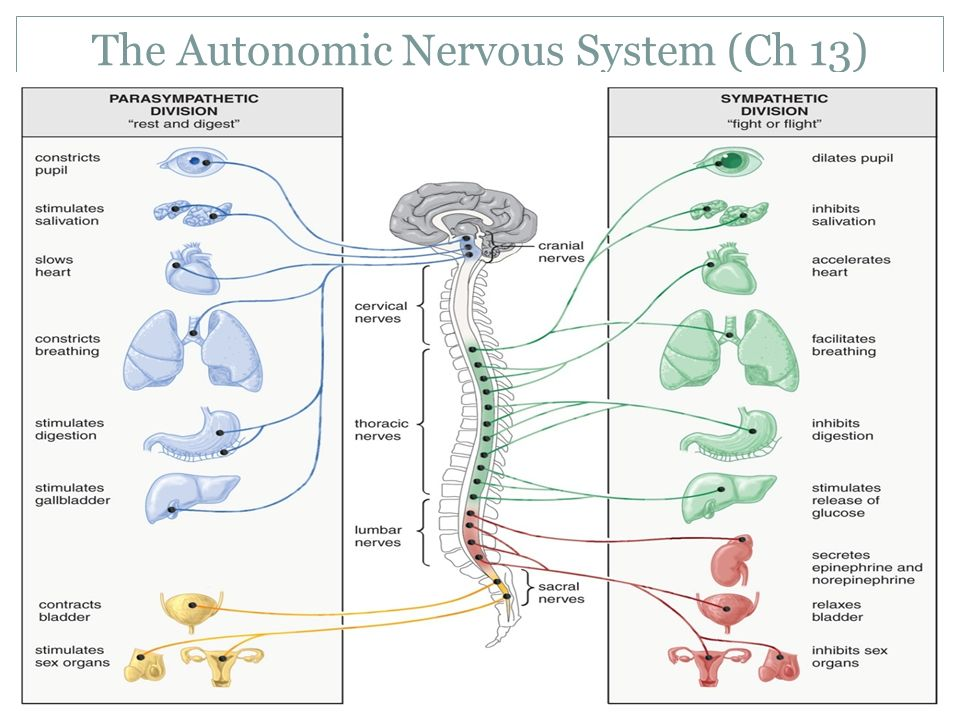 The Autonomic Nervous System (Ch 13)
PARASYMPATHETIC
DIVISION
“rest and digest”
constricts
pupil
stimulates
salivation
slows
heart
constricts
breathing
stimulates
digestion
stimulates
gallbladder
contracts
bladder
stimulates
sex organs
cranial
nerves
cervical
nerves
thoracic
nerves
lumbar
nerves
sacral
nerves
SYMPATHETIC
DIVISION
“fight or flight”
dilates pupil
inhibits
salivation
accelerates
heart
facilitates
breathing
inhibits
digestion
stimulates
release of
glucose
secretes
epinephrine and
norepinephrine
relaxes
bladder
inhibits sex
organs